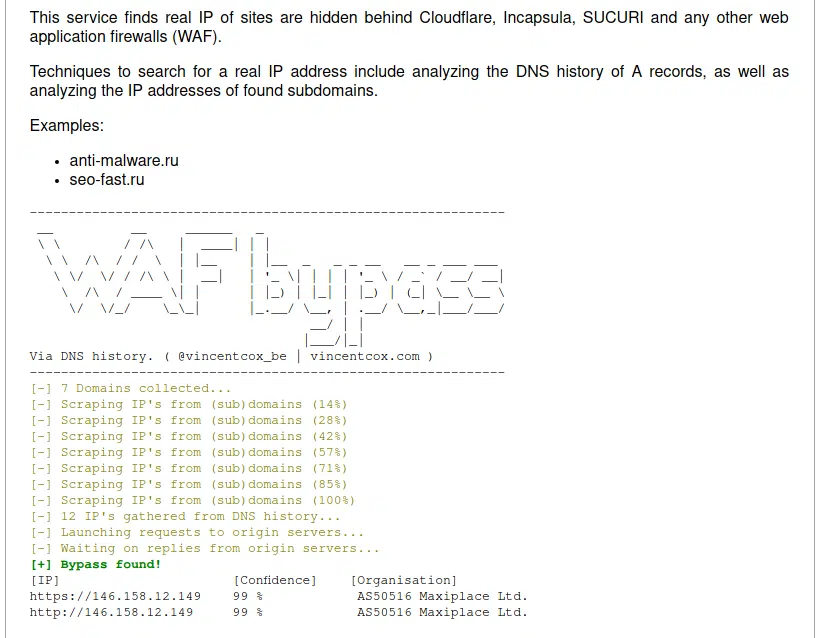 This service finds real IP of sites are hidden behind Cloudflare, Incapsula, SUCURI and any other web
application firewalls (WAF).
Techniques to search for a real IP address include analyzing the DNS history of A records, as well as
analyzing the IP addresses of found subdomains.
Examples:
• anti-malware.ru
• seo-fast.ru
WAF bypass
Via DNS history. ( @vincentcox_be | vincentcox.com )
[-] 7 Domains collected...
[-] Scraping IP's from (sub)domains (14%)
[-] Scraping IP's from (sub)domains (28%)
[-] Scraping IP's from (sub)domains (42%)
[-] Scraping IP's from (sub)domains (57%)
[-] Scraping IP's from (sub)domains (71%)
[-] Scraping IP's from (sub)domains (85%)
[-] Scraping IP's from (sub)domains (100%)
[-] 12 IP's gathered from DNS history...
[-] Launching requests to origin servers...
[-] Waiting on replies from origin servers...
[+] Bypass found!
[IP] [Confidence] [Organisation]
https://146.158.12.149 99 % AS50516 Maxiplace Ltd.
http://146.158.12.149 99 % AS50516 Maxiplace Ltd.